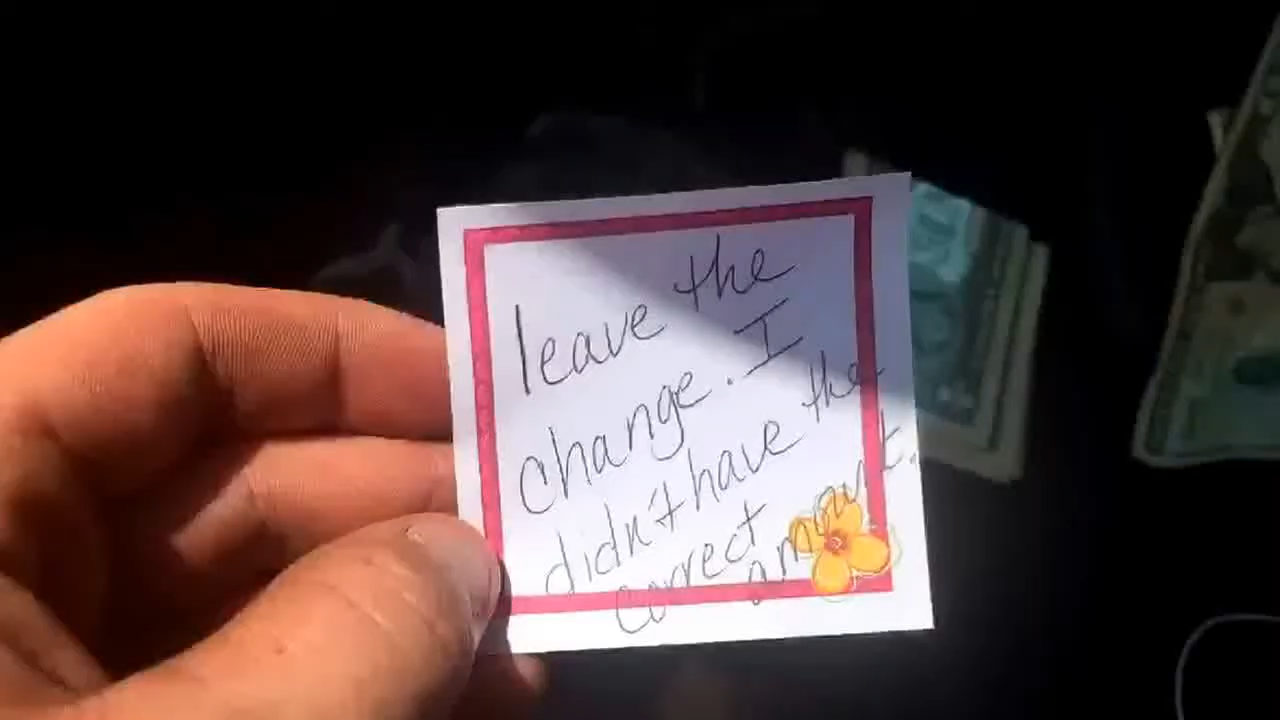 leave the
change. I
didn't have the
correct amount.